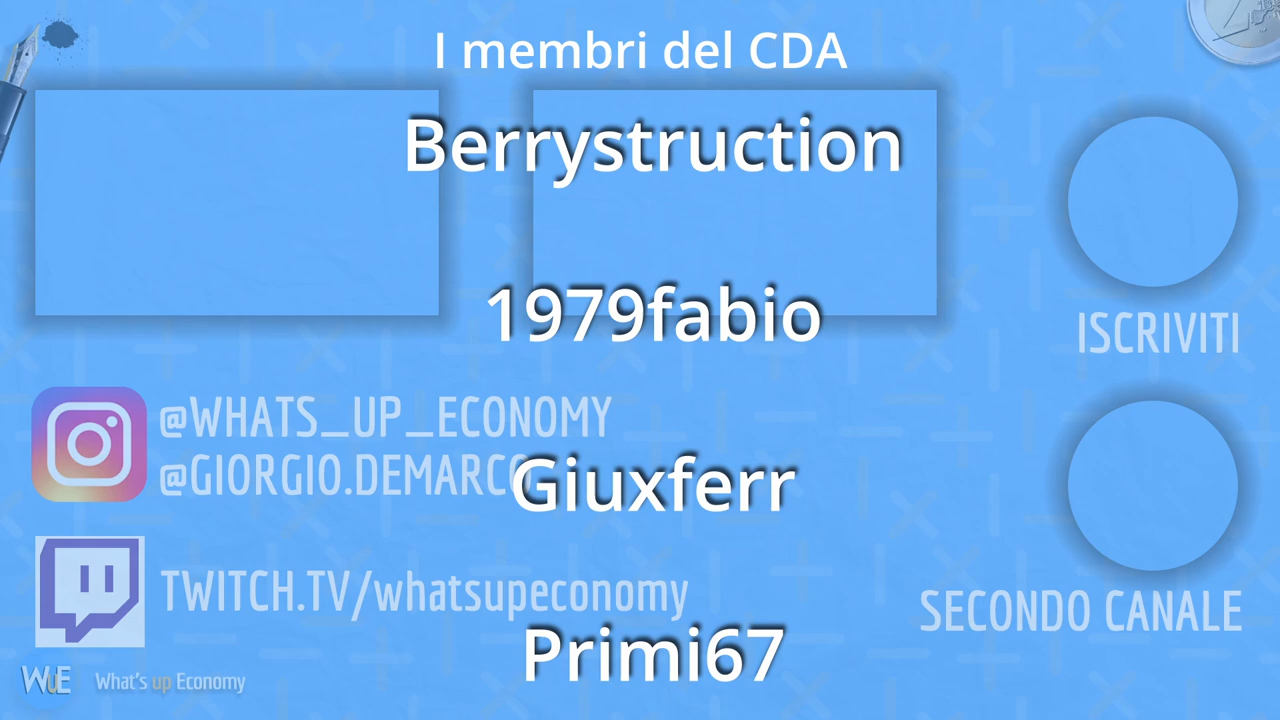 I membri del CDA
Berrystruction
1979fabio
ISCRIVITI
@WHATS_UP_ECONOMY
@GIORGIO.DEMARCO
Giuxferr
TWITCH.TV/whatsupeconomy
SECONDO CANALE
Primi67
WuE What's up Economy